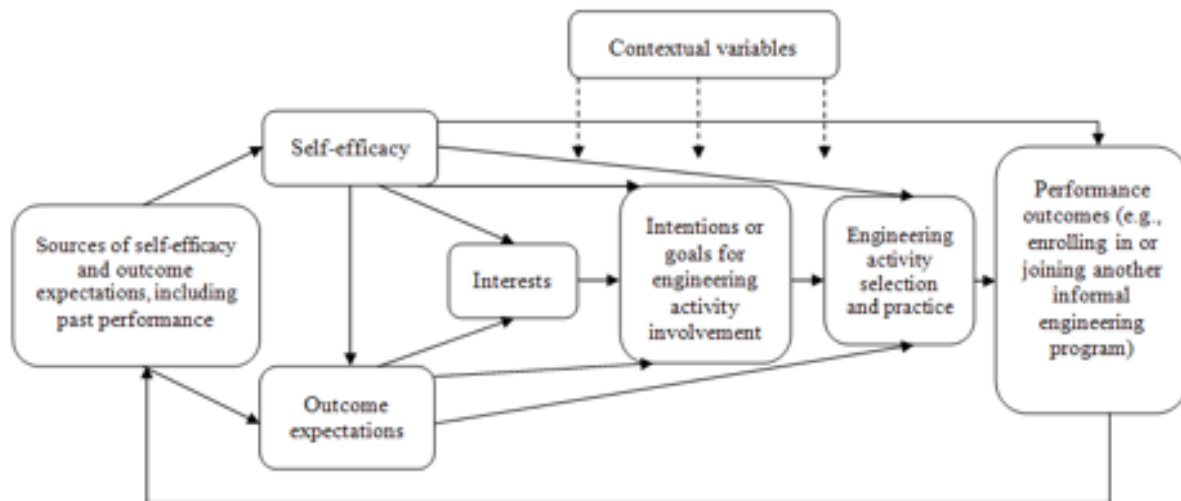 Contextual variables
Self-efficacy
Sources of self-efficacy
and outcome
expectations, including
past performance
Interests
Intentions or
goals for
engineering
activity
involvement
Engineering
activity
selection
and practice
Performance
outcomes (e.g.,
enrolling in or
joining another
informal
engineering
program)
Outcome
expectations